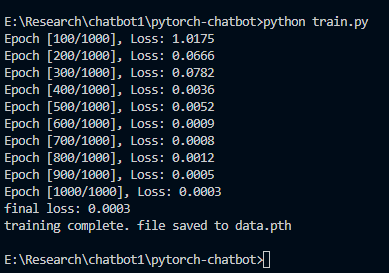 E:\Research\chatbot1\pytorch-chatbot>python train.py
Epoch [100/1000], Loss: 1.0175
Epoch [200/1000], Loss: 0.0666
Epoch [300/1000], Loss: 0.0782
Epoch [400/1000], Loss: 0.0036
Epoch [500/1000], Loss: 0.0052
Epoch [600/1000], Loss: 0.0009
Epoch [700/1000], Loss: 0.0008
Epoch [800/1000], Loss: 0.0012
Epoch [900/1000], Loss: 0.0005
Epoch [1000/1000], Loss: 0.0003
final loss: 0.0003
training complete. file saved to data.pth
E:\Research\chatbot1\pytorch-chatbot>